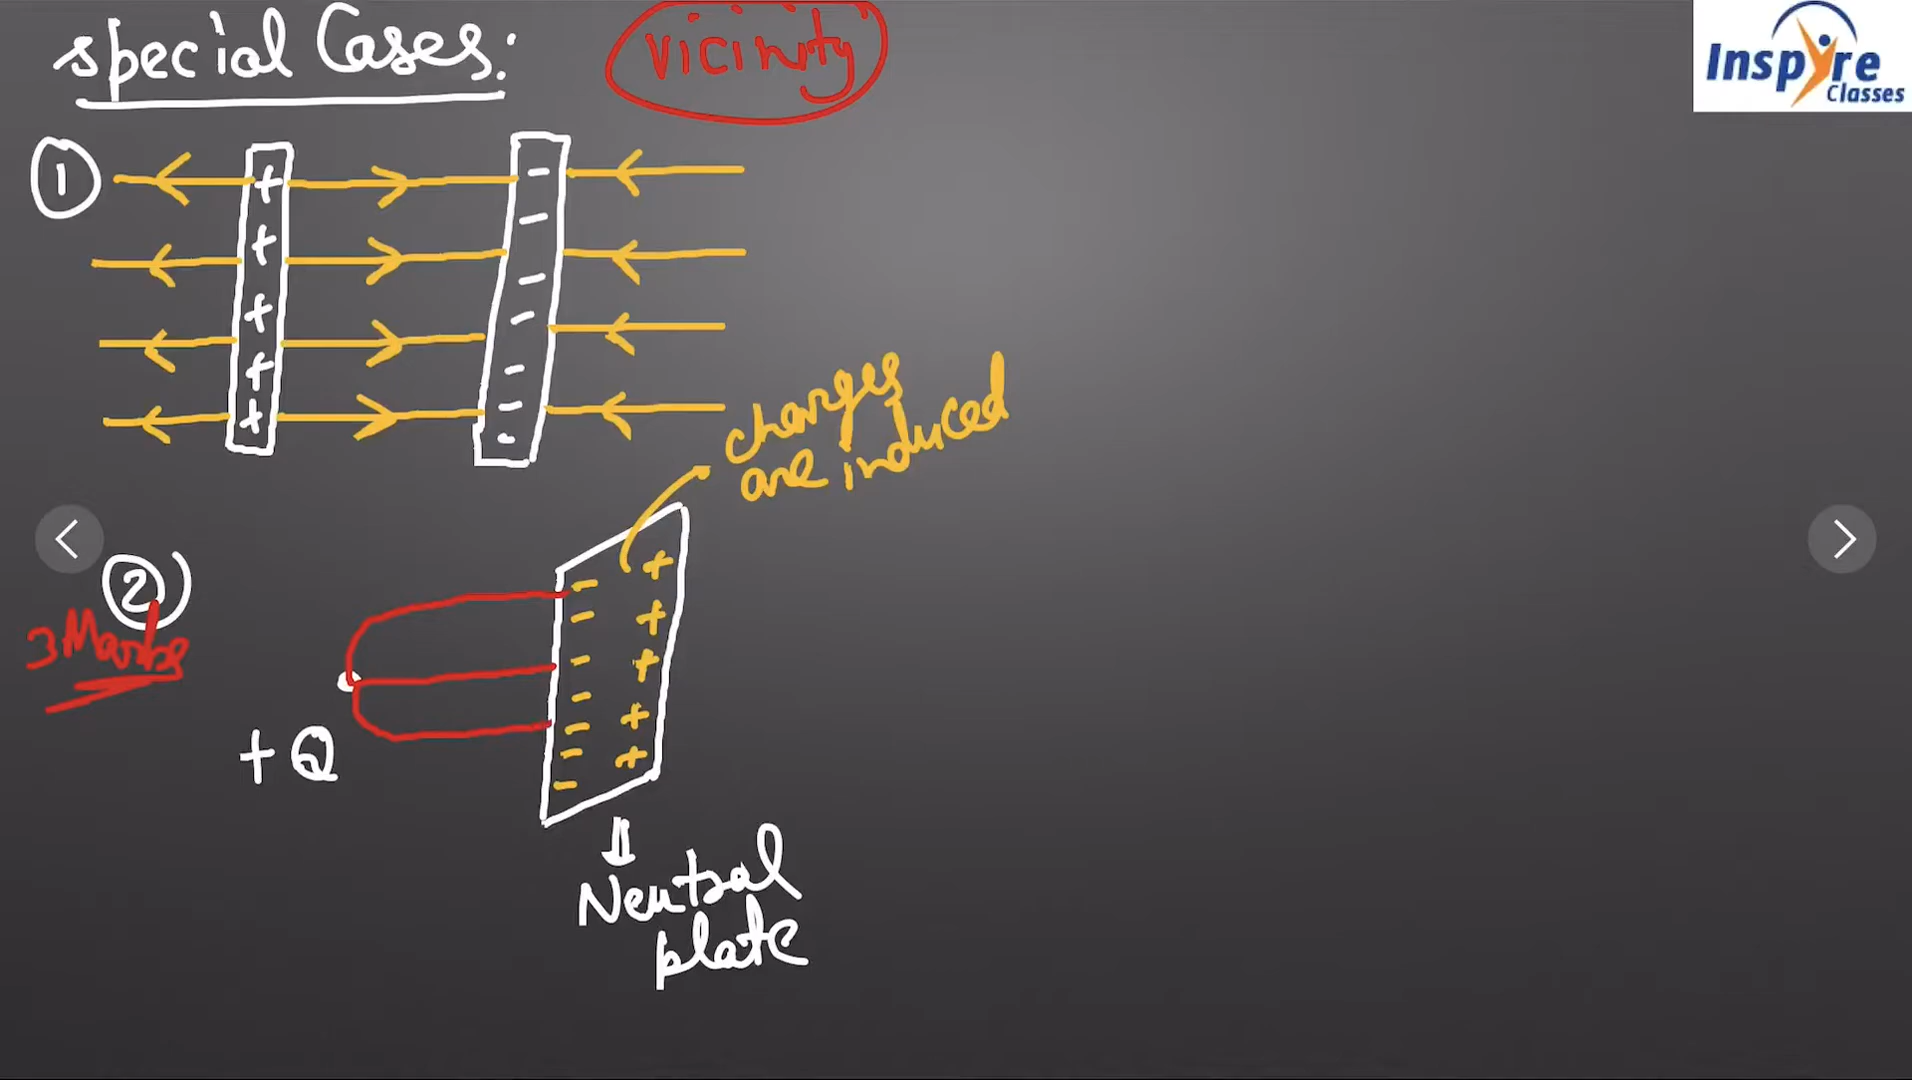 special Cases:
vicinity
Inspyre
Classes
1
+ -
+ -
+ -
+ -
+ -
-
-
charges
are induced
2)
3 Marks
- +
- +
- +
- +
- +
-
-
+ Q
Neutral
plate